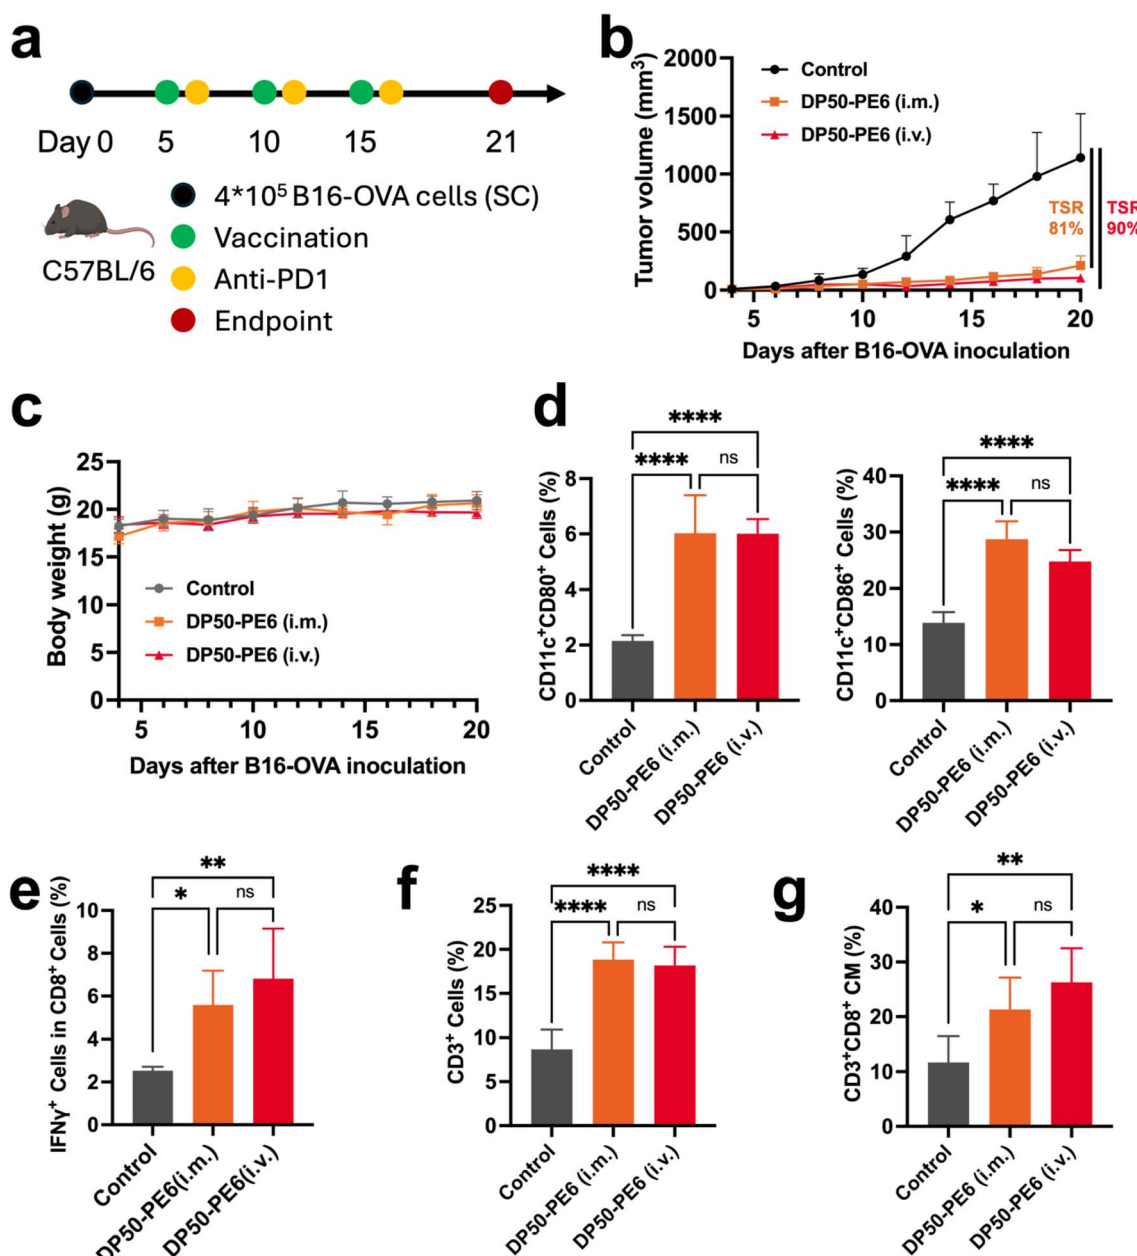 a
Day 0 5 10 15 21
C57BL/6
4*10⁵ B16-OVA cells (SC)
Vaccination
Anti-PD1
Endpoint
b
Tumor volume (mm³)
2000
1500
1000
500
0
Control
DP50-PE6 (i.m.)
DP50-PE6 (i.v.)
TSR
81%
TSR
90%
5 10 15 20
Days after B16-OVA inoculation
c
Body weight (g)
25
20
15
10
5
0
Control
DP50-PE6 (i.m.)
DP50-PE6 (i.v.)
5 10 15 20
Days after B16-OVA inoculation
d
CD11c⁺CD80⁺ Cells (%)
8
6
4
2
0
****
**** ns
Control
DP50-PE6 (i.m.)
DP50-PE6 (i.v.)
CD11c⁺CD86⁺ Cells (%)
40
30
20
10
0
****
**** ns
Control
DP50-PE6 (i.m.)
DP50-PE6 (i.v.)
e
IFNγ⁺ Cells in CD8⁺ Cells (%)
10
8
6
4
2
0
**
* ns
Control
DP50-PE6(i.m.)
DP50-PE6(i.v.)
f
CD3⁺ Cells (%)
25
20
15
10
5
0
****
**** ns
Control
DP50-PE6 (i.m.)
DP50-PE6 (i.v.)
g
CD3⁺CD8⁺ CM (%)
40
30
20
10
0
**
* ns
Control
DP50-PE6 (i.m.)
DP50-PE6 (i.v.)